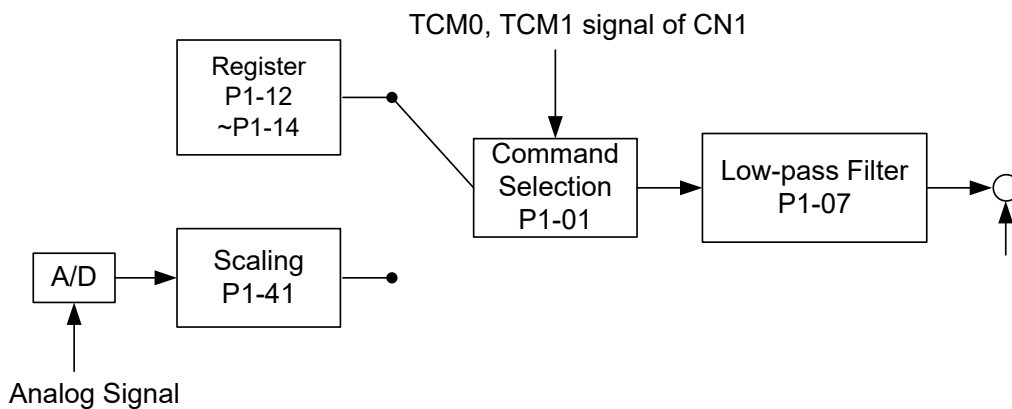 TCM0, TCM1 signal of CN1
Register
P1-12
~P1-14
Command
Selection
P1-01
Low-pass Filter
P1-07
A/D
Scaling
P1-41
Analog Signal